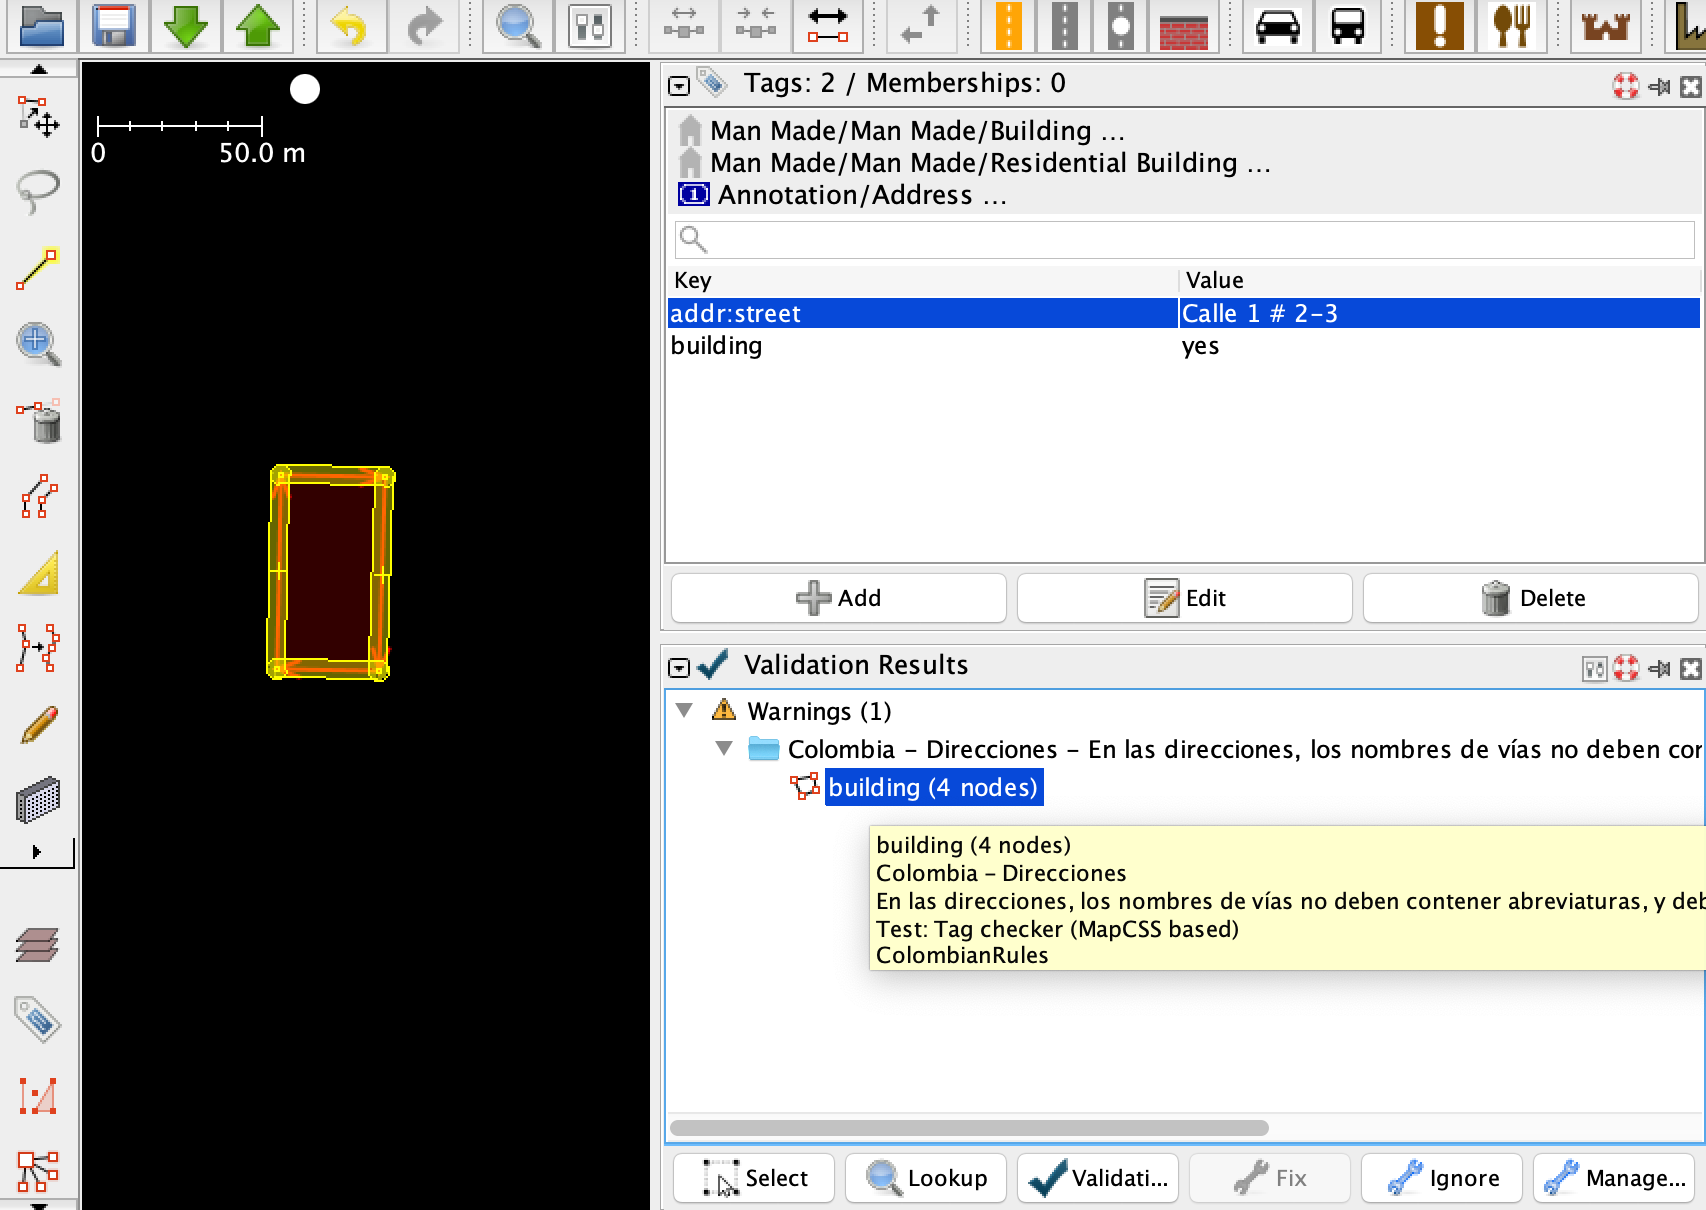 0 50.0 m
Tags: 2 / Memberships: 0
Man Made/Man Made/Building ...
Man Made/Man Made/Residential Building ...
1 Annotation/Address ...
Key Value
addr:street Calle 1 # 2-3
building yes
Add Edit Delete
Validation Results
Warnings (1)
Colombia - Direcciones - En las direcciones, los nombres de vías no deben cor
building (4 nodes)
building (4 nodes)
Colombia - Direcciones
En las direcciones, los nombres de vías no deben contener abreviaturas, y deb
Test: Tag checker (MapCSS based)
ColombianRules
Select Lookup Validati... Fix Ignore Manage...